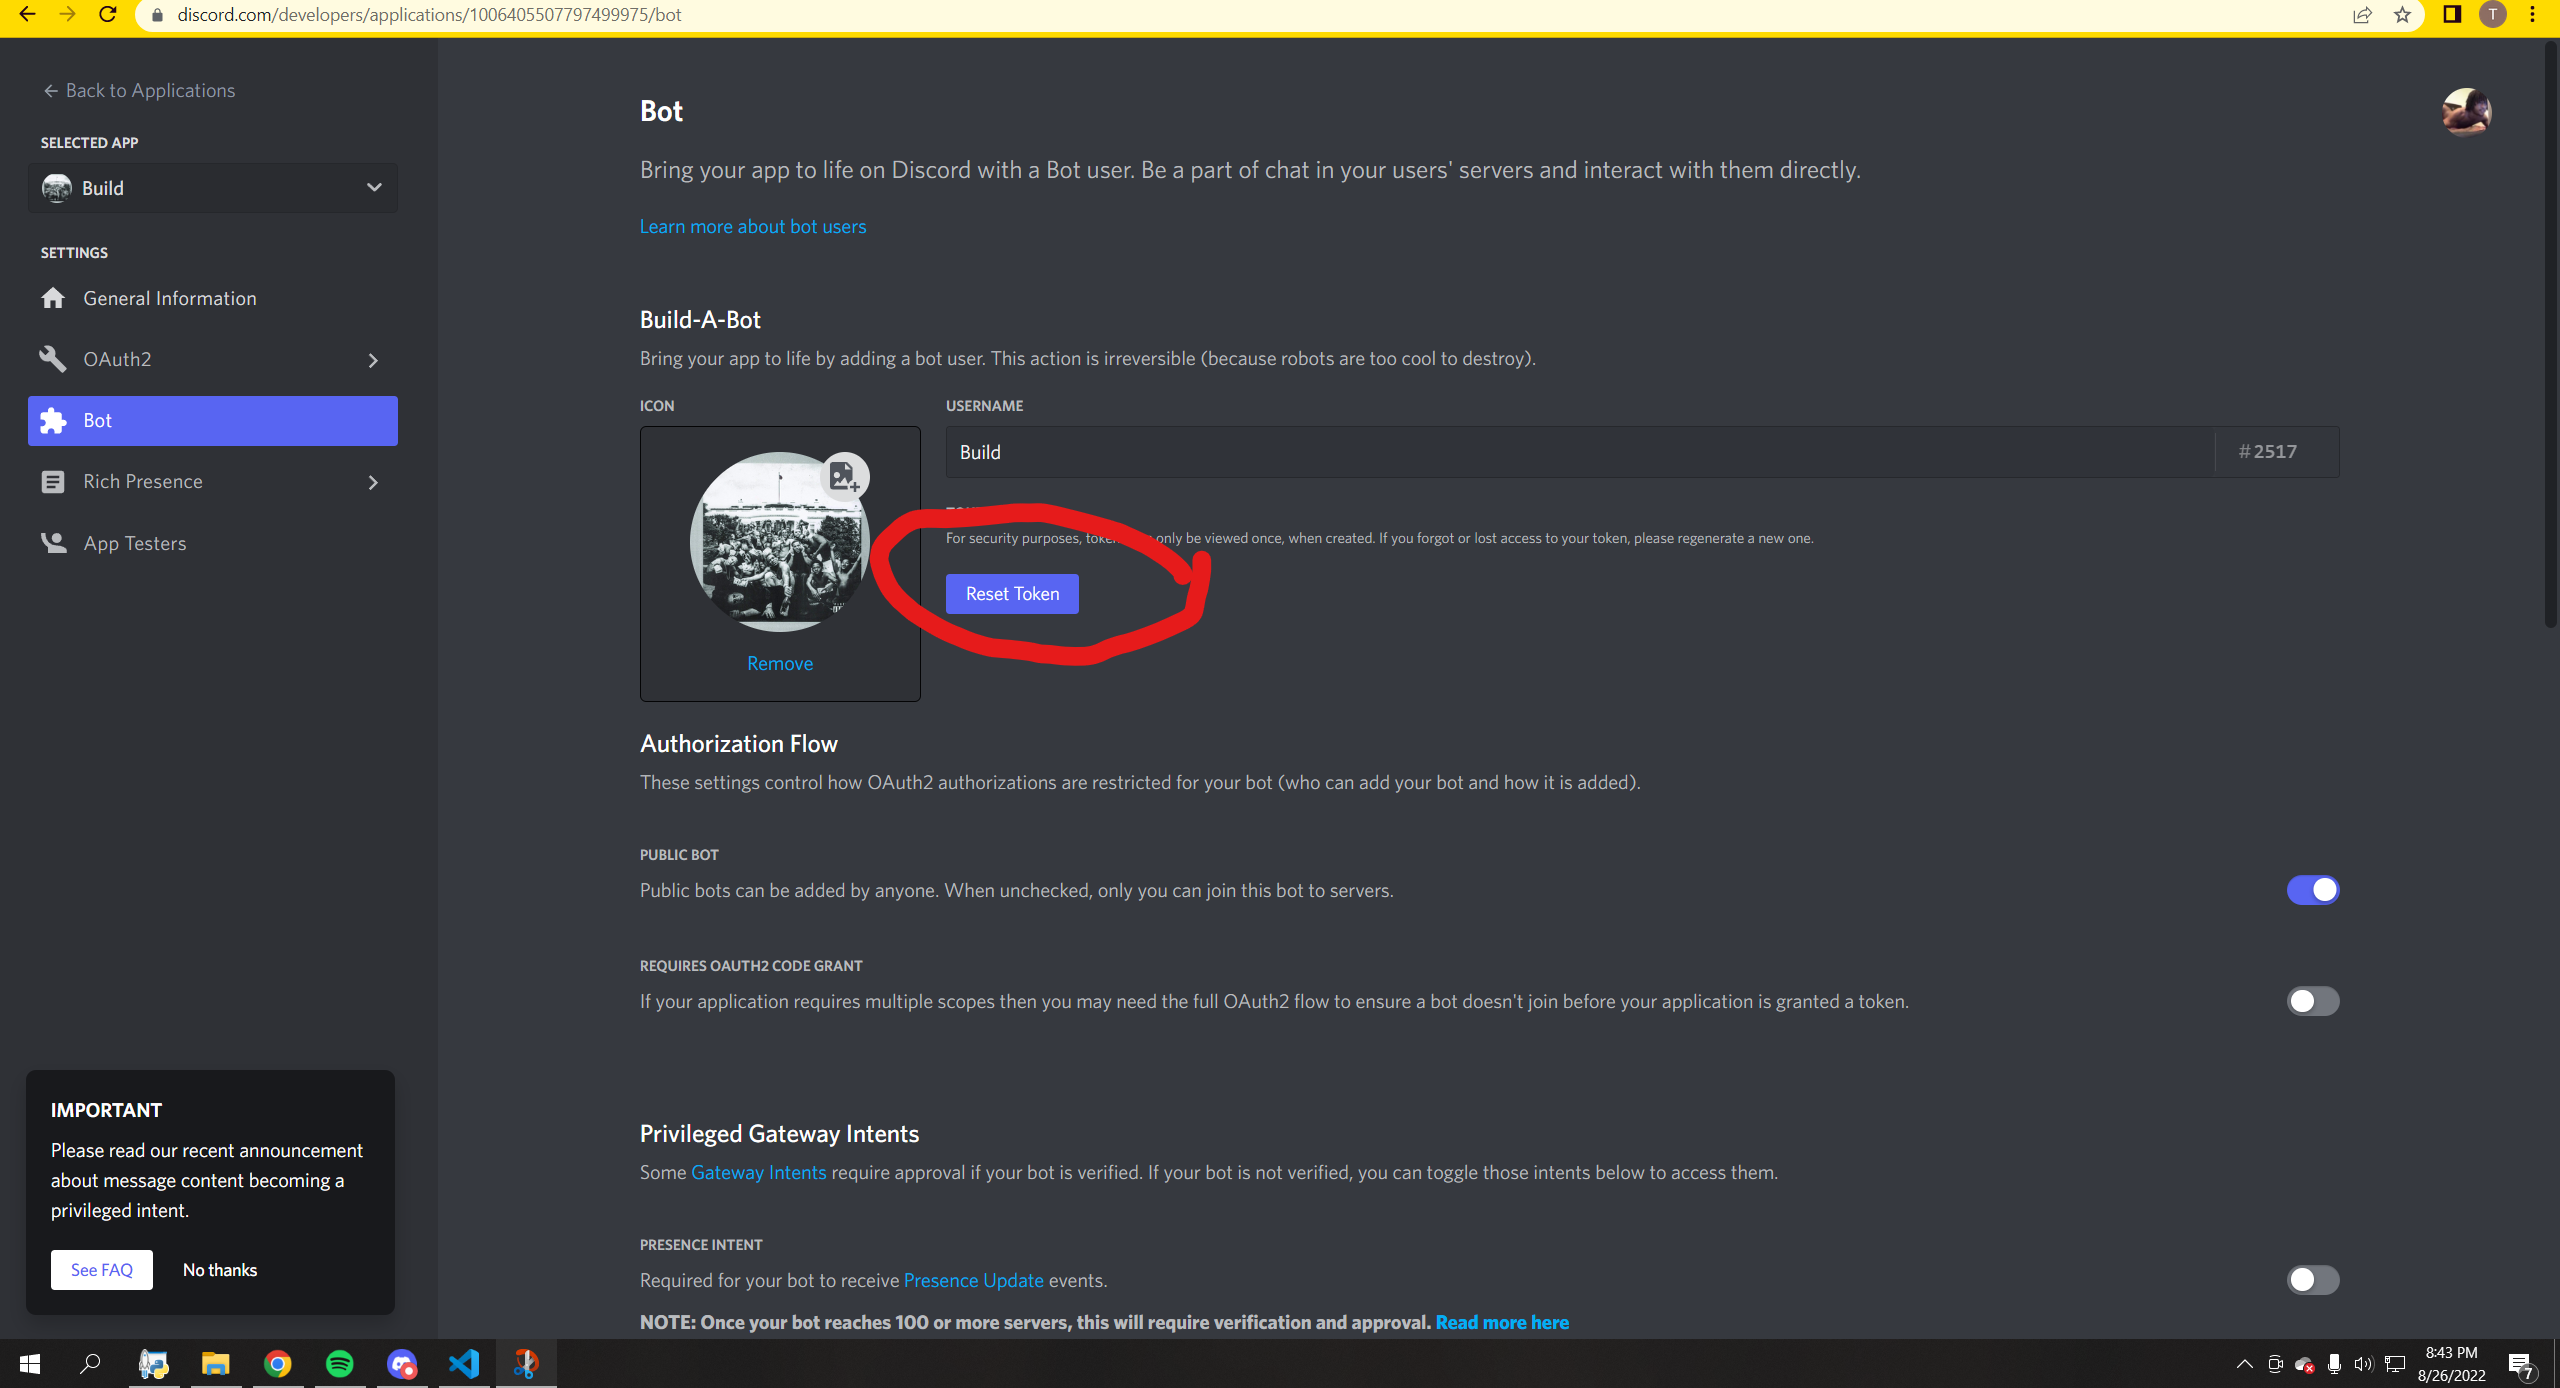 discord.com/developers/applications/1006405507797499975/bot
T
Back to Applications
SELECTED APP
Build
SETTINGS
General Information
OAuth2
Bot
Rich Presence
App Testers
IMPORTANT
Please read our recent announcement
about message content becoming a
privileged intent.
See FAQ
No thanks
Bot
Bring your app to life on Discord with a Bot user. Be a part of chat in your users' servers and interact with them directly.
Learn more about bot users
Build-A-Bot
Bring your app to life by adding a bot user. This action is irreversible (because robots are too cool to destroy).
ICON
USERNAME
Build
#2517
For security purposes, only be viewed once, when created. If you forgot or lost access to your token, please regenerate a new one.
Reset Token
Remove
Authorization Flow
These settings control how OAuth2 authorizations are restricted for your bot (who can add your bot and how it is added).
PUBLIC BOT
Public bots can be added by anyone. When unchecked, only you can join this bot to servers.
REQUIRES OAUTH2 CODE GRANT
If your application requires multiple scopes then you may need the full OAuth2 flow to ensure a bot doesn't join before your application is granted a token.
Privileged Gateway Intents
Some Gateway Intents require approval if your bot is verified. If your bot is not verified, you can toggle those intents below to access them.
PRESENCE INTENT
Required for your bot to receive Presence Update events.
NOTE: Once your bot reaches 100 or more servers, this will require verification and approval. Read more here
8:43 PM
8/26/2022
7